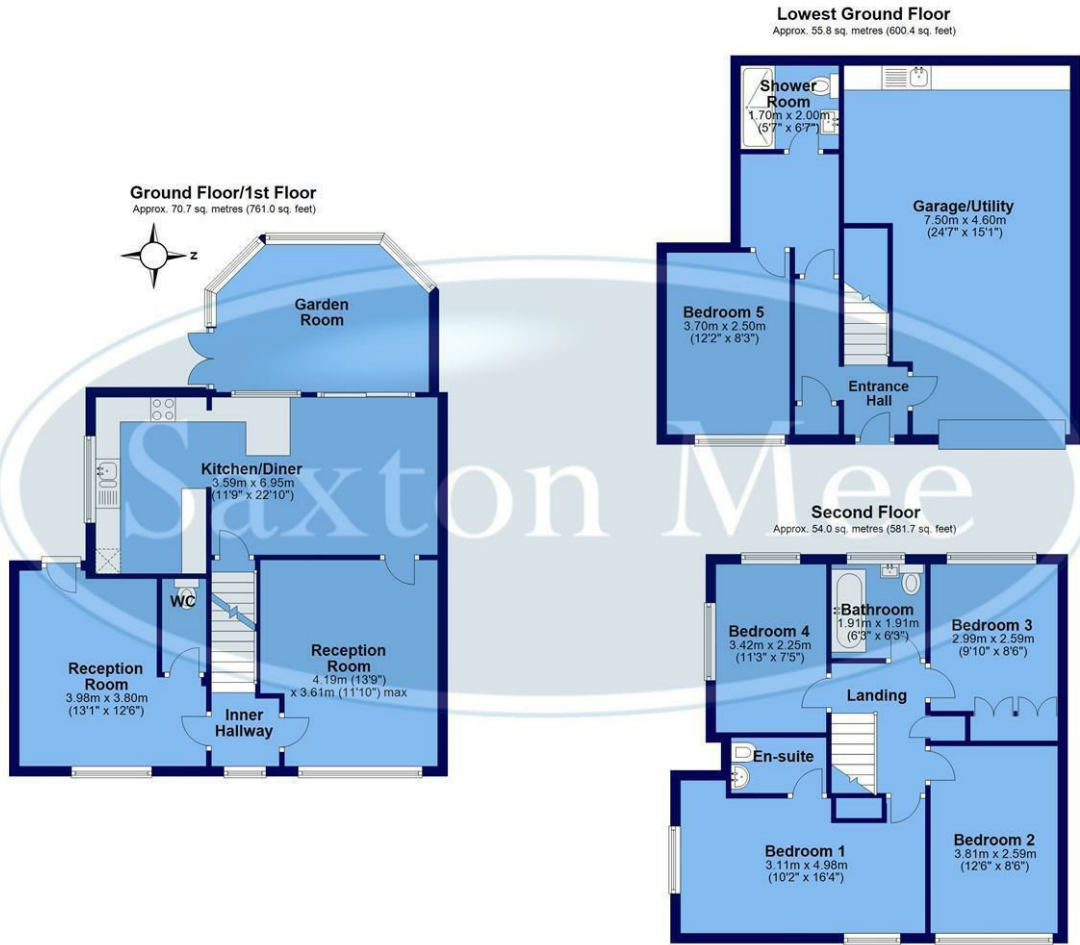 Lowest Ground Floor
Approx. 55.8 sq. metres (600.4 sq. feet)
Shower
Room
1.70m x 2.00m
(5'7" x 6'7")
Garage/Utility
7.50m x 4.60m
(24'7" x 15'1")
Bedroom 5
3.70m x 2.50m
(12'2" x 8'3")
Entrance
Hall
Ground Floor/1st Floor
Approx. 70.7 sq. metres (761.0 sq. feet)
z
Garden
Room
Kitchen/Diner
3.59m x 6.95m
(11'9" x 22'10")
WC
Reception
Room
3.98m x 3.80m
(13'1" x 12'6")
Reception
Room
4.19m (13'9")
x 3.61m (11'10") max
Inner
Hallway
Saxton Mee
Second Floor
Approx. 54.0 sq. metres (581.7 sq. feet)
Bedroom 4
3.42m x 2.25m
(11'3" x 7'5")
Bathroom
1.91m x 1.91m
(6'3" x 6'3")
Bedroom 3
2.99m x 2.59m
(9'10" x 8'6")
Landing
En-suite
Bedroom 1
3.11m x 4.98m
(10'2" x 16'4")
Bedroom 2
3.81m x 2.59m
(12'6" x 8'6")